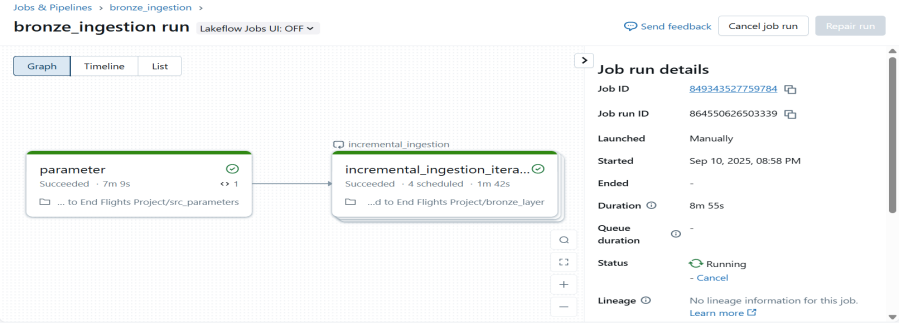 Jobs & Pipelines › bronze_ingestion ›
bronze_ingestion run Lakeflow Jobs UI: OFF
Send feedback Cancel job run Repair run
Graph Timeline List
parameter
Succeeded · 7m 9s <> 1
... to End Flights Project/src_parameters
incremental_ingestion
incremental_ingestion_itera...
Succeeded · 4 scheduled · 1m 42s
...d to End Flights Project/bronze_layer
Job run details
Job ID 849343527759784
Job run ID 864550626503339
Launched Manually
Started Sep 10, 2025, 08:58 PM
Ended -
Duration 8m 55s
Queue duration -
Status Running
- Cancel
Lineage No lineage information for this job.
Learn more